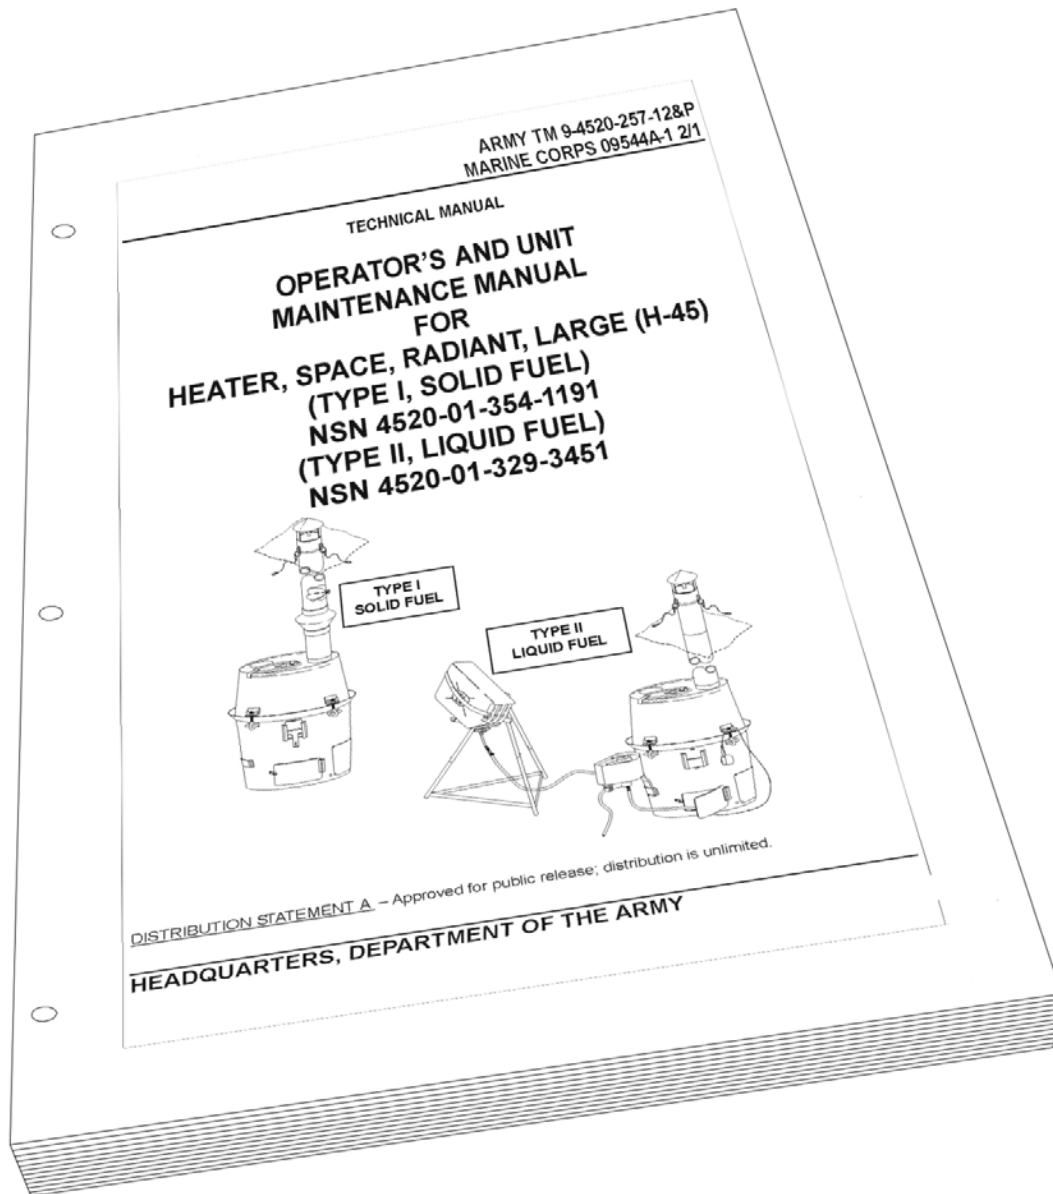 ARMY TM 9-4520-257-12&P
MARINE CORPS 09544A-1 2/1
TECHNICAL MANUAL
OPERATOR'S AND UNIT
MAINTENANCE MANUAL
FOR
HEATER, SPACE, RADIANT, LARGE (H-45)
(TYPE I, SOLID FUEL)
NSN 4520-01-354-1191
(TYPE II, LIQUID FUEL)
NSN 4520-01-329-3451
TYPE I
SOLID FUEL
TYPE II
LIQUID FUEL
DISTRIBUTION STATEMENT A – Approved for public release; distribution is unlimited.
HEADQUARTERS, DEPARTMENT OF THE ARMY